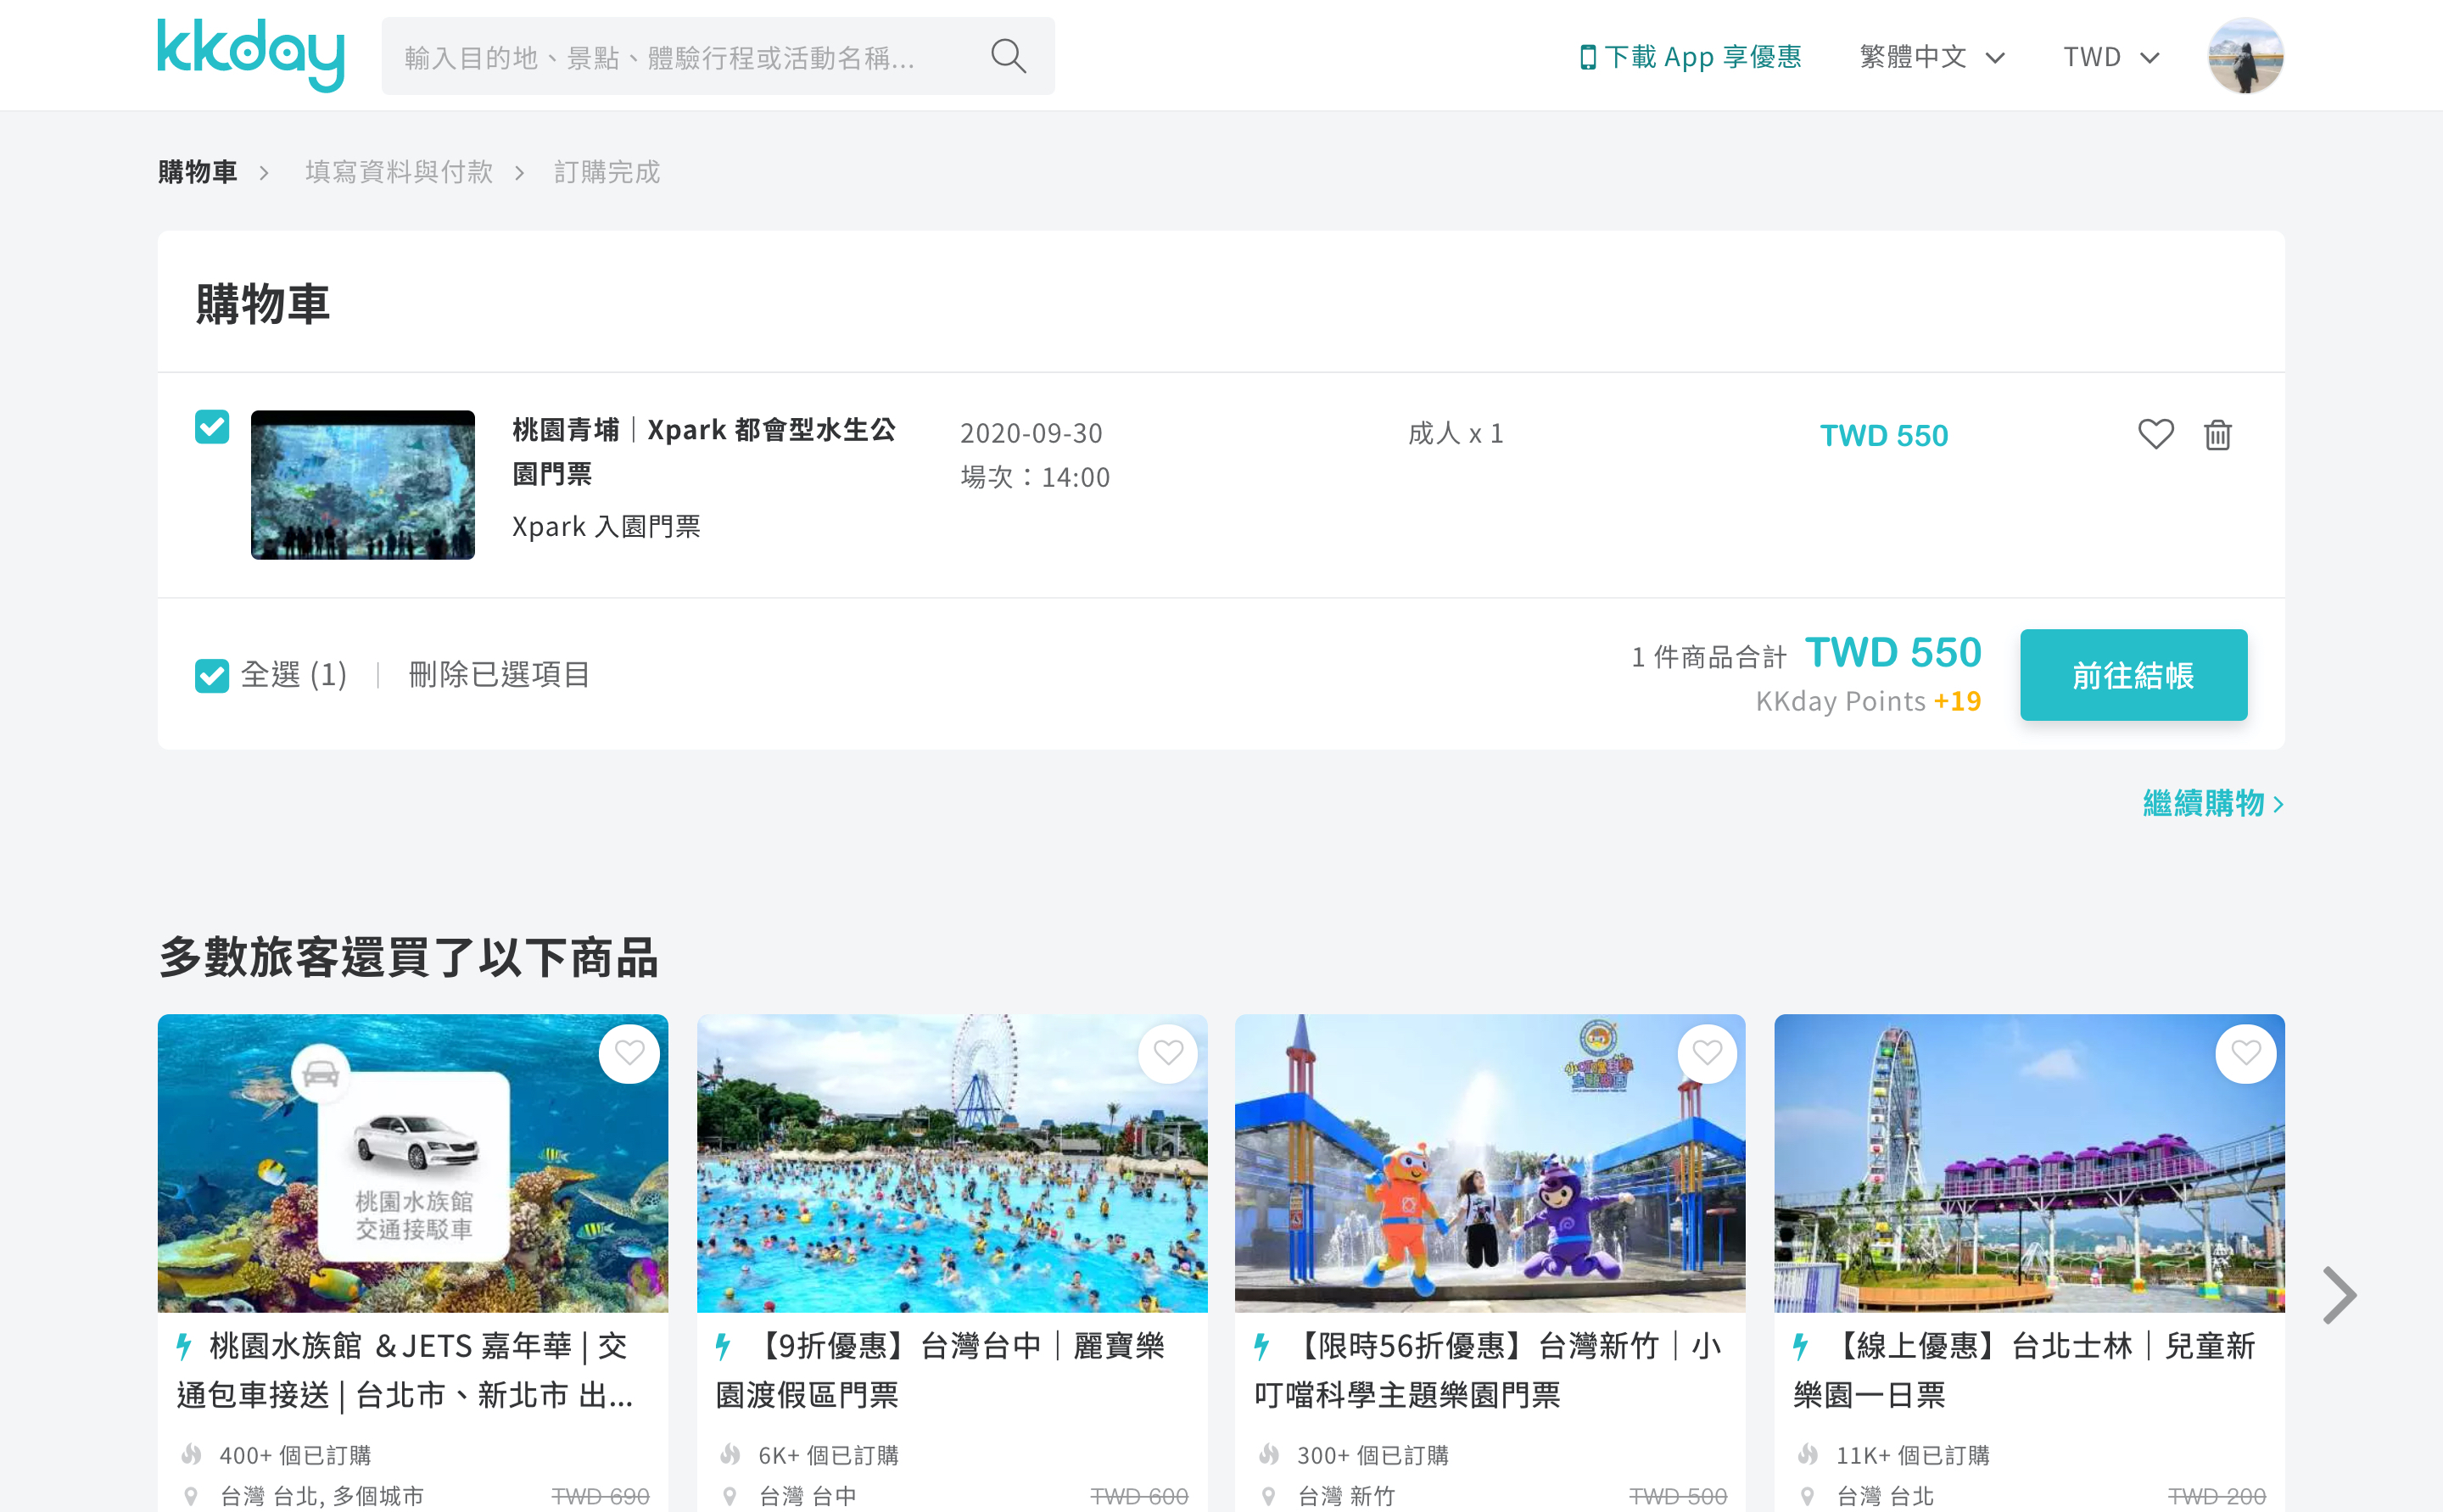 kkday
輸入目的地、景點、體驗行程或活動名稱...
下載 App 享優惠
繁體中文
TWD
購物車 > 填寫資料與付款 > 訂購完成
購物車
桃園青埔｜Xpark 都會型水生公
園門票
Xpark 入園門票
2020-09-30
場次：14:00
成人 x 1
TWD 550
全選 (1) | 刪除已選項目
1 件商品合計 TWD 550
KKday Points +19
前往結帳
繼續購物 >
多數旅客還買了以下商品
桃園水族館
交通接駁車
桃園水族館 ＆JETS 嘉年華 | 交
通包車接送 | 台北市、新北市 出...
400+ 個已訂購
台灣 台北, 多個城市
TWD 690
【9折優惠】台灣台中｜麗寶樂
園渡假區門票
6K+ 個已訂購
台灣 台中
TWD 600
【限時56折優惠】台灣新竹｜小
叮噹科學主題樂園門票
300+ 個已訂購
台灣 新竹
TWD 500
【線上優惠】台北士林｜兒童新
樂園一日票
11K+ 個已訂購
台灣 台北
TWD 200